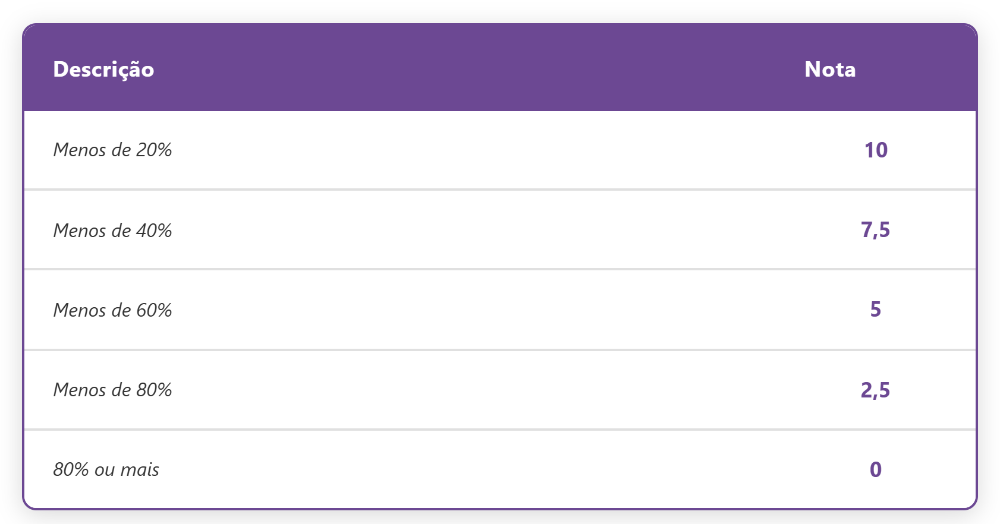 Descrição Nota
Menos de 20% 10
Menos de 40% 7,5
Menos de 60% 5
Menos de 80% 2,5
80% ou mais 0